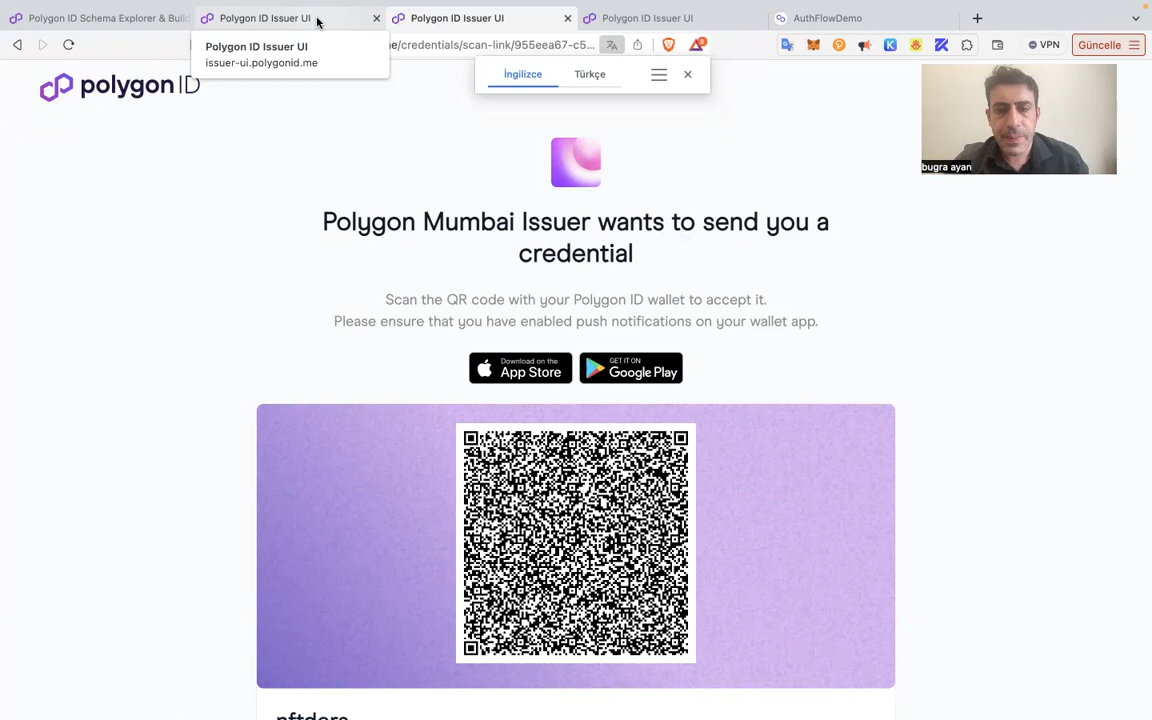 Polygon ID Schema Explorer & Buil
Polygon ID Issuer UI
Polygon ID Issuer UI
Polygon ID Issuer UI
AuthFlowDemo
e/credentials/scan-link/955eea67-c5...
VPN
Güncelle
Polygon ID Issuer UI
issuer-ui.polygonid.me
İngilizce
Türkçe
polygon ID
bugra ayan
Polygon Mumbai Issuer wants to send you a
credential
Scan the QR code with your Polygon ID wallet to accept it.
Please ensure that you have enabled push notifications on your wallet app.
Download on the
App Store
GET IT ON
Google Play
nftders